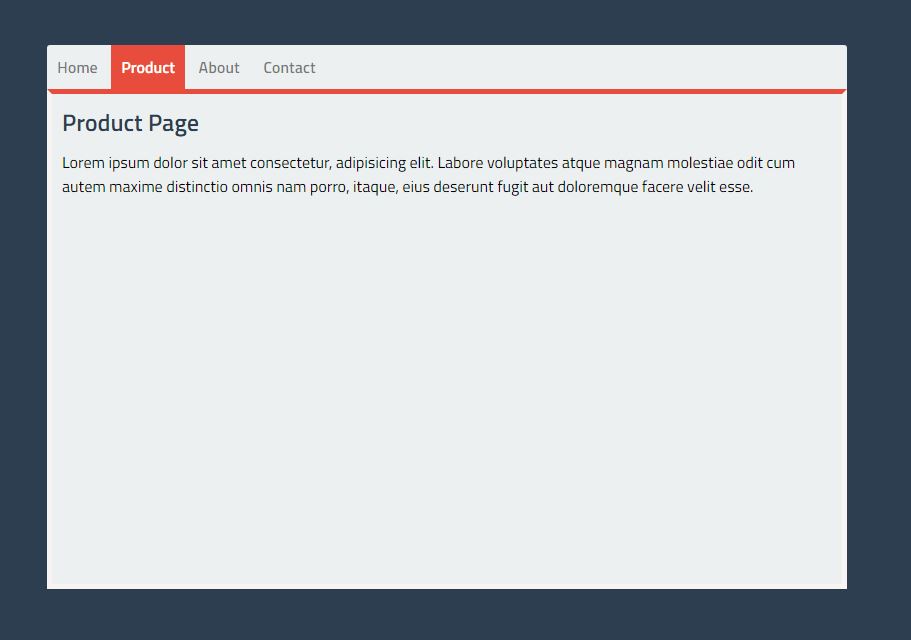 Home Product About Contact
Product Page
Lorem ipsum dolor sit amet consectetur, adipisicing elit. Labore voluptates atque magnam molestiae odit cum
autem maxime distinctio omnis nam porro, itaque, eius deserunt fugit aut doloremque facere velit esse.